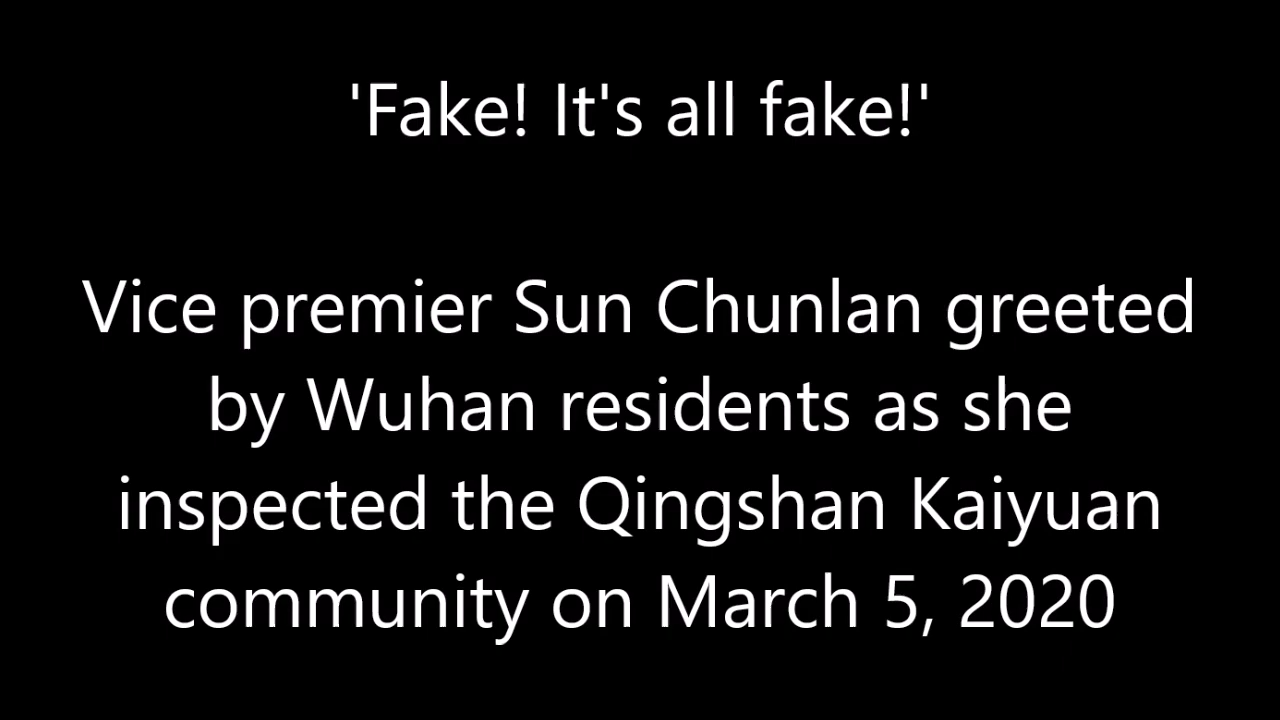 'Fake! It's all fake!'
Vice premier Sun Chunlan greeted
by Wuhan residents as she
inspected the Qingshan Kaiyuan
community on March 5, 2020